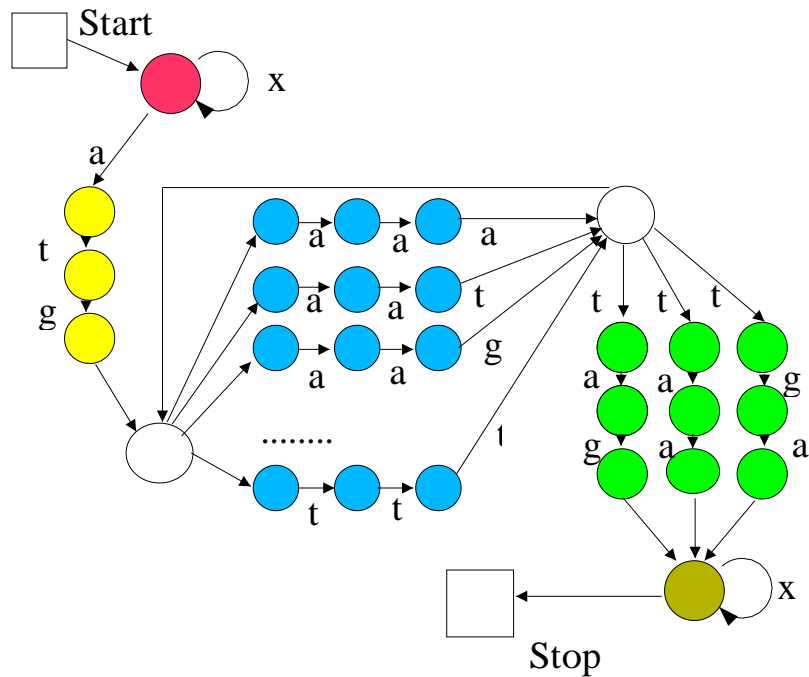 Start
x
a
t
g
a a a
a a t
a a g
........
t t t
t t t
a a g
g a a
x
Stop